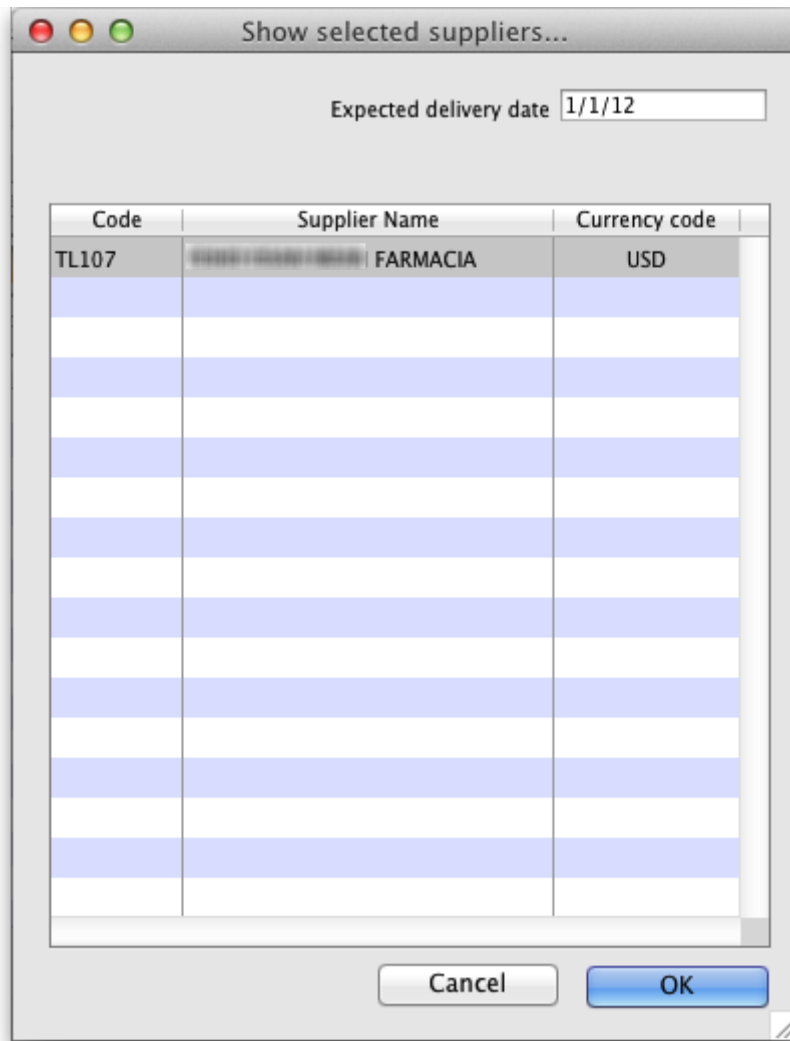 Show selected suppliers...
Expected delivery date 1/1/12
Code Supplier Name Currency code
TL107 FARMACIA USD
Cancel OK